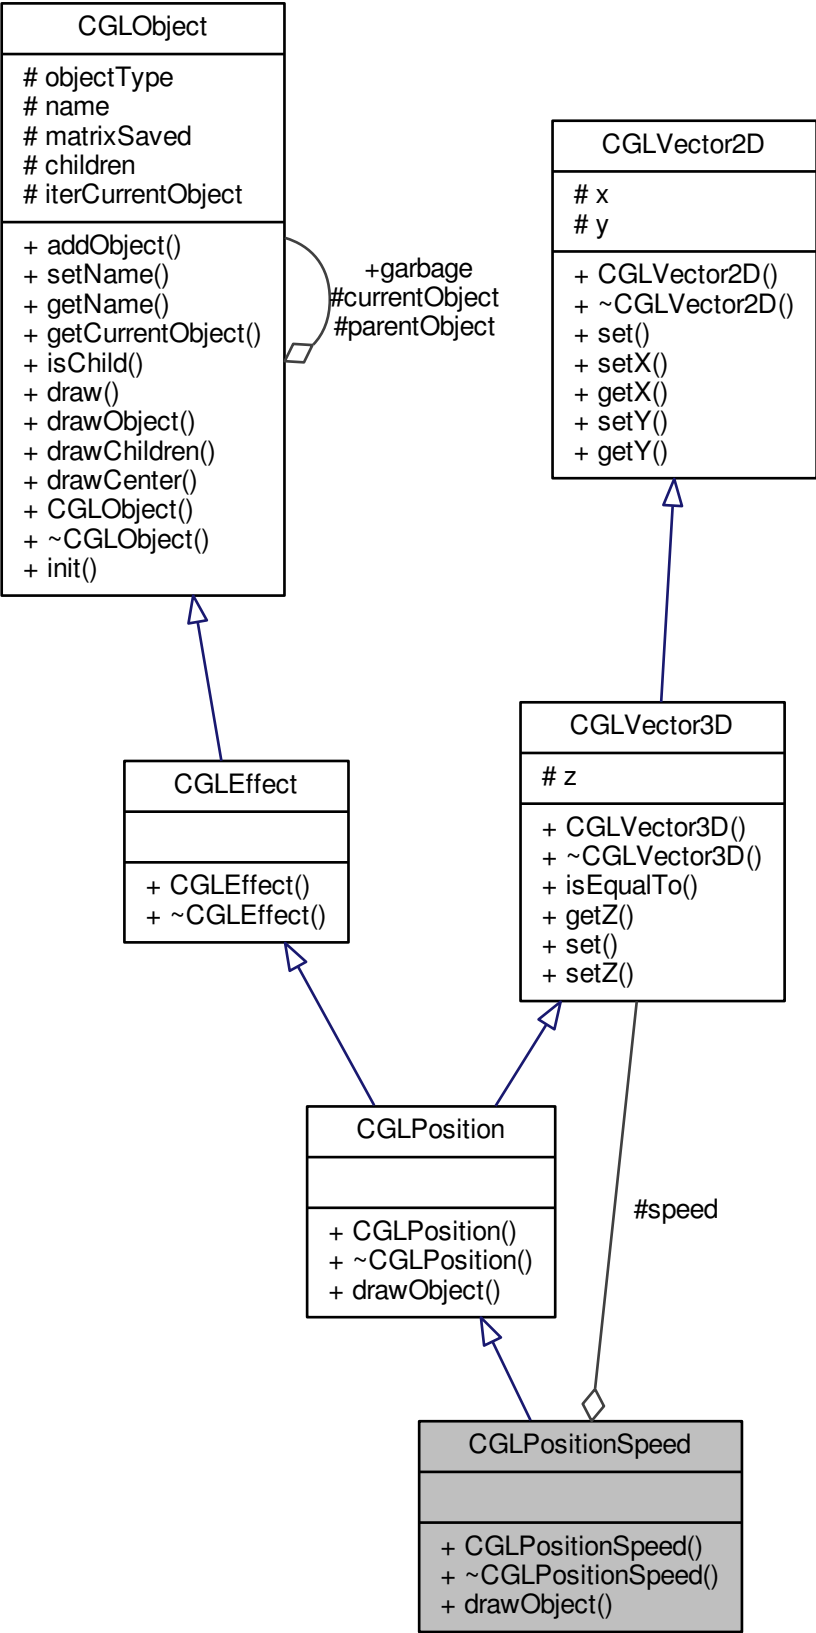 CGLObject
# objectType
# name
# matrixSaved
# children
# iterCurrentObject
+ addObject()
+ setName()
+ getName()
+ getCurrentObject()
+ isChild()
+ draw()
+ drawObject()
+ drawChildren()
+ drawCenter()
+ CGLObject()
+ ~CGLObject()
+ init()
+garbage
#currentObject
#parentObject
CGLVector2D
# x
# y
+ CGLVector2D()
+ ~CGLVector2D()
+ set()
+ setX()
+ getX()
+ setY()
+ getY()
CGLEffect
+ CGLEffect()
+ ~CGLEffect()
CGLVector3D
# z
+ CGLVector3D()
+ ~CGLVector3D()
+ isEqualTo()
+ getZ()
+ set()
+ setZ()
CGLPosition
+ CGLPosition()
+ ~CGLPosition()
+ drawObject()
#speed
CGLPositionSpeed
+ CGLPositionSpeed()
+ ~CGLPositionSpeed()
+ drawObject()